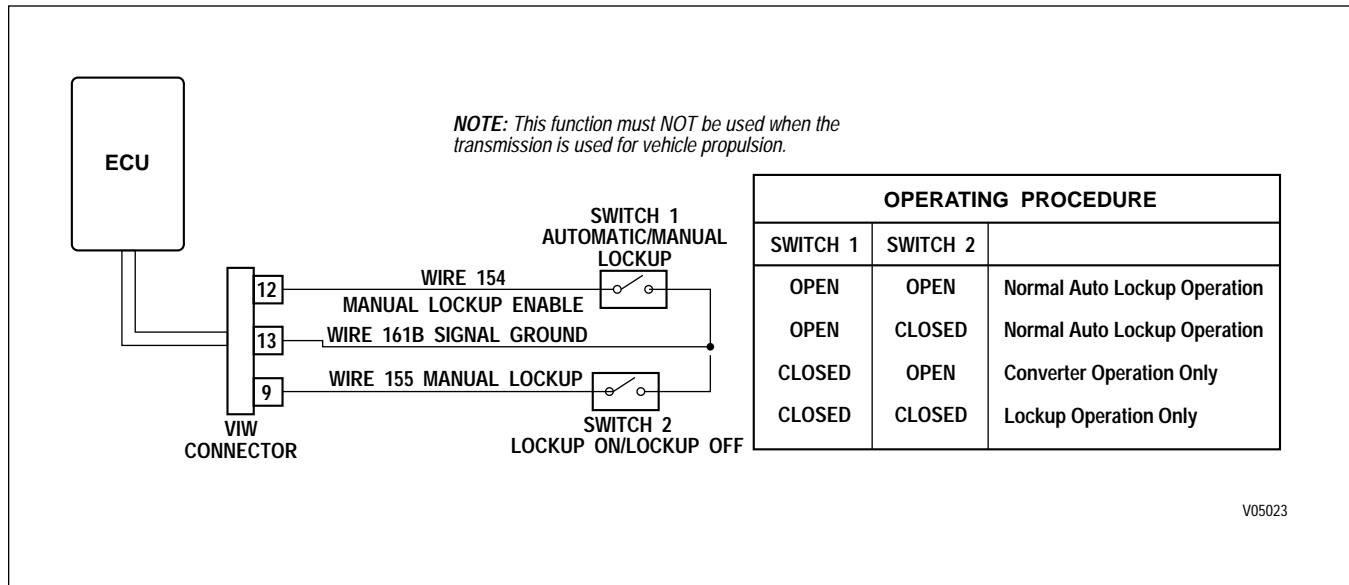 ECU
NOTE: This function must NOT be used when the
transmission is used for vehicle propulsion.
SWITCH 1
AUTOMATIC/MANUAL
LOCKUP
12
WIRE 154
MANUAL LOCKUP ENABLE
13
WIRE 161B SIGNAL GROUND
9
WIRE 155 MANUAL LOCKUP
VIW
CONNECTOR
SWITCH 2
LOCKUP ON/LOCKUP OFF
OPERATING PROCEDURE
SWITCH 1 SWITCH 2
OPEN OPEN Normal Auto Lockup Operation
OPEN CLOSED Normal Auto Lockup Operation
CLOSED OPEN Converter Operation Only
CLOSED CLOSED Lockup Operation Only
V05023